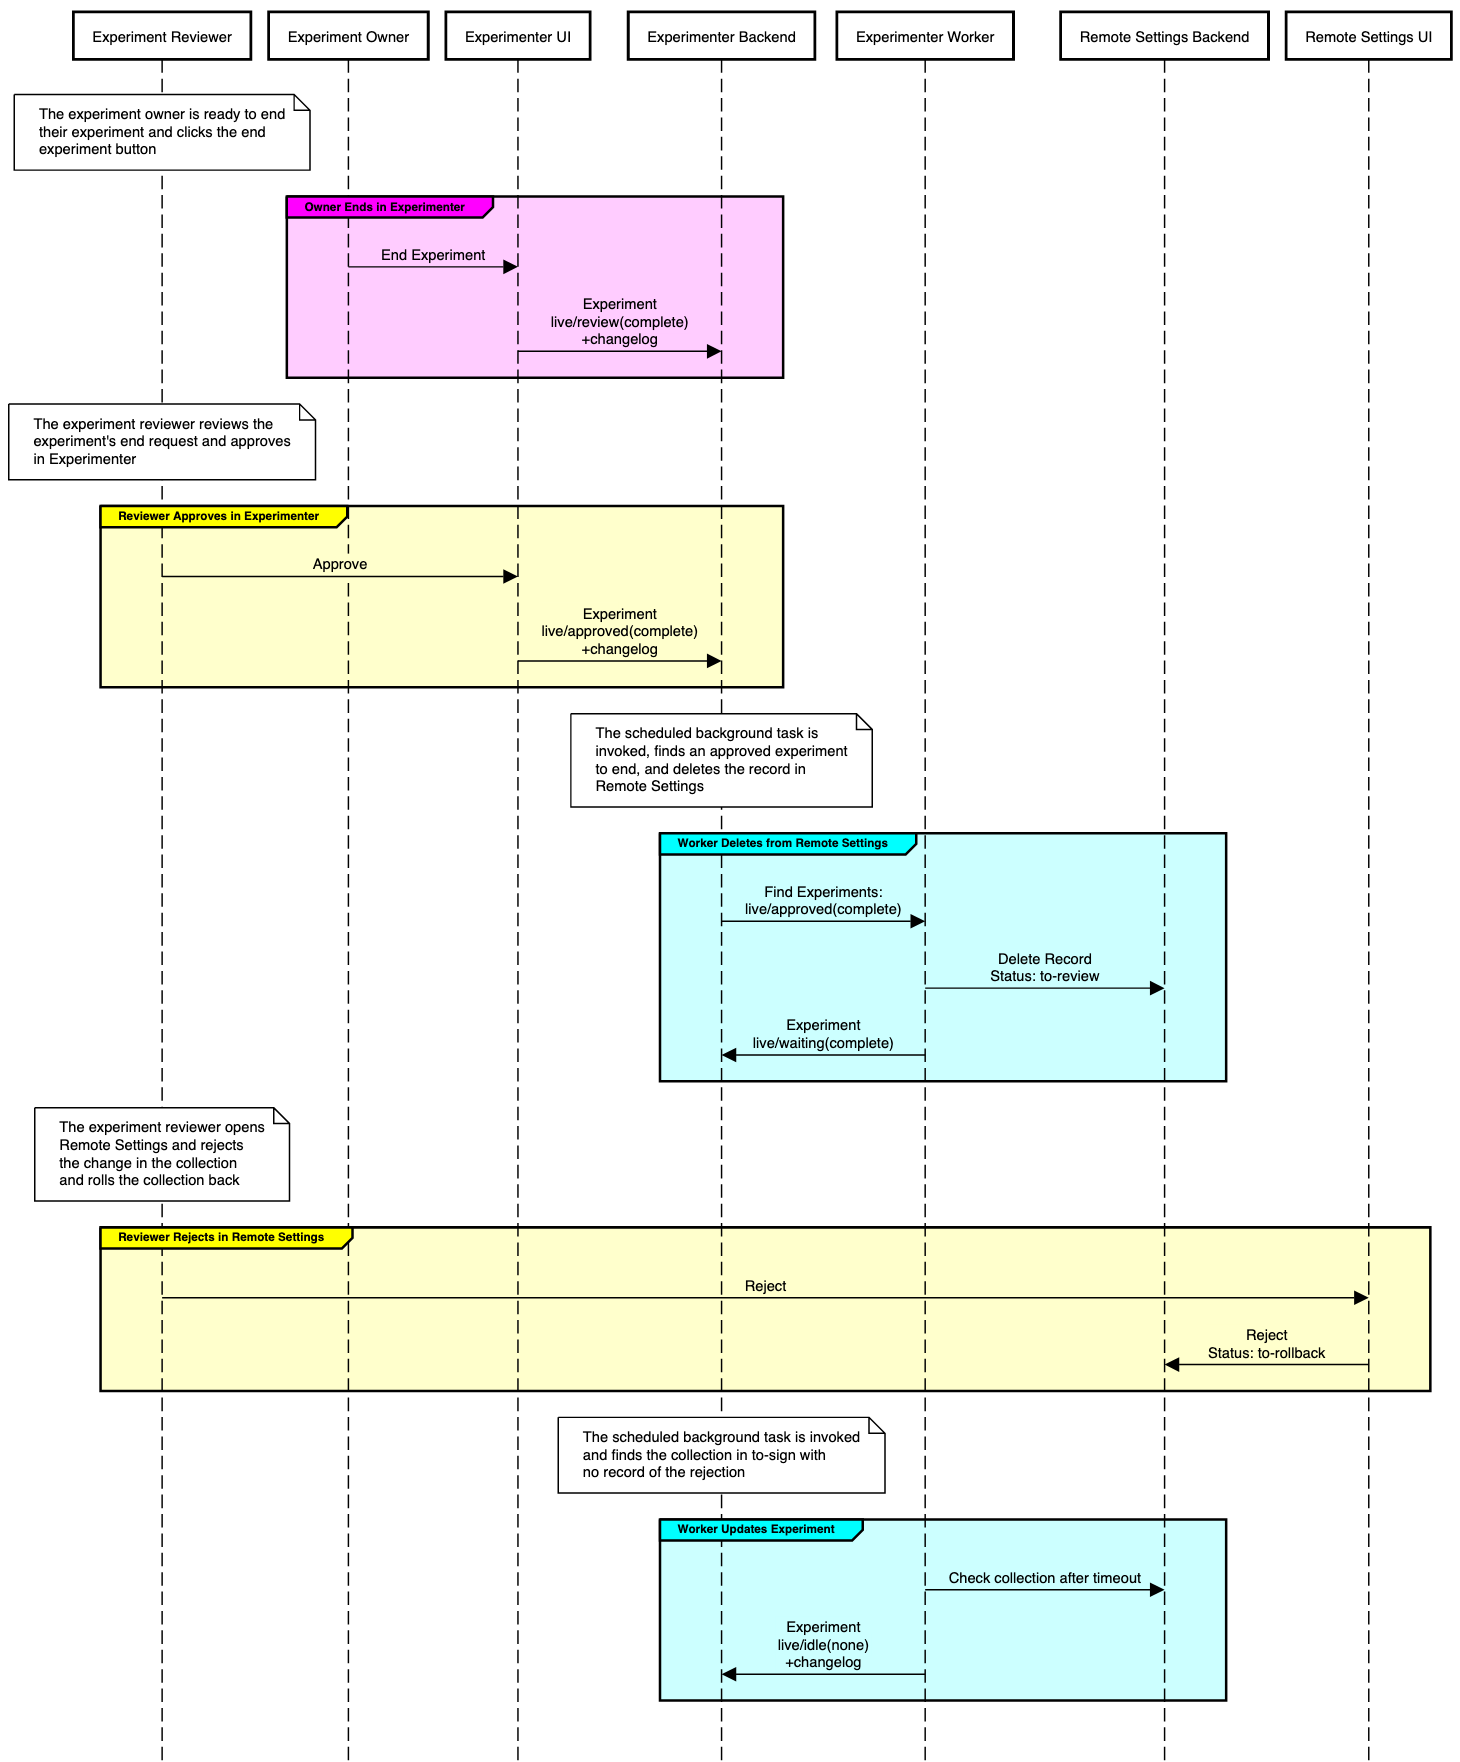 Experiment Reviewer
Experiment Owner
Experimenter UI
Experimenter Backend
Experimenter Worker
Remote Settings Backend
Remote Settings UI
The experiment owner is ready to end
their experiment and clicks the end
experiment button
Owner Ends in Experimenter
End Experiment
Experiment
live/review(complete)
+changelog
The experiment reviewer reviews the
experiment's end request and approves
in Experimenter
Reviewer Approves in Experimenter
Approve
Experiment
live/approved(complete)
+changelog
The scheduled background task is
invoked, finds an approved experiment
to end, and deletes the record in
Remote Settings
Worker Deletes from Remote Settings
Find Experiments:
live/approved(complete)
Delete Record
Status: to-review
Experiment
live/waiting(complete)
The experiment reviewer opens
Remote Settings and rejects
the change in the collection
and rolls the collection back
Reviewer Rejects in Remote Settings
Reject
Reject
Status: to-rollback
The scheduled background task is invoked
and finds the collection in to-sign with
no record of the rejection
Worker Updates Experiment
Check collection after timeout
Experiment
live/idle(none)
+changelog